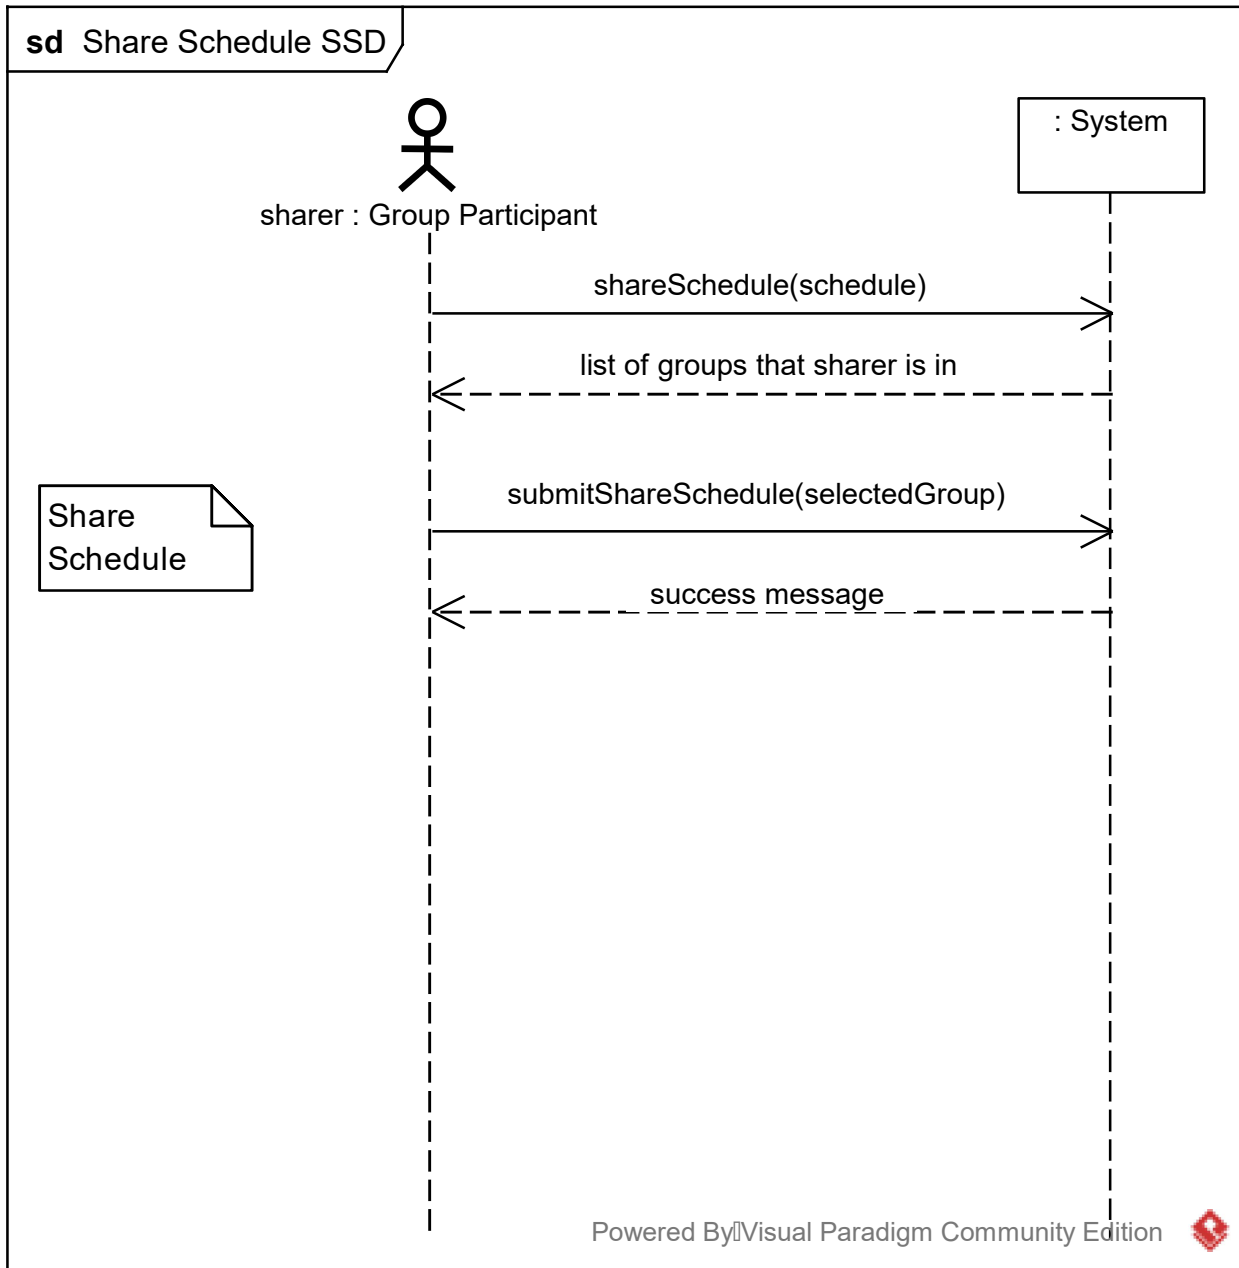 sd Share Schedule SSD
: System
sharer : Group Participant
shareSchedule(schedule)
list of groups that sharer is in
submitShareSchedule(selectedGroup)
Share
Schedule
success message
Powered By Visual Paradigm Community Edition